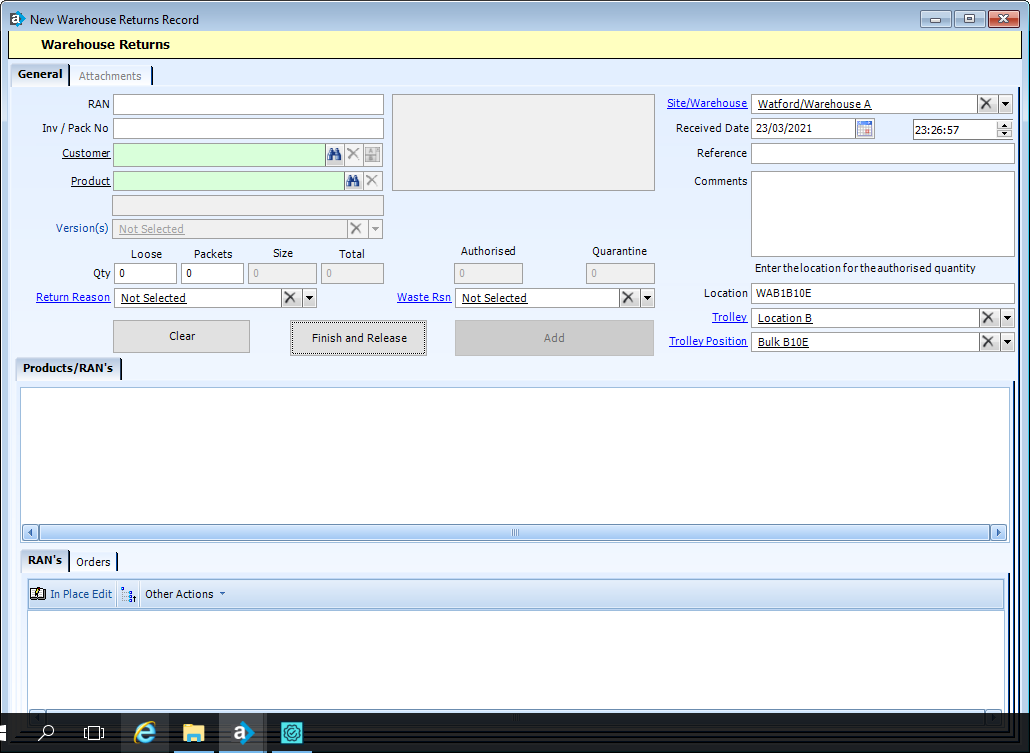 New Warehouse Returns Record
Warehouse Returns
General Attachments
RAN
Inv / Pack No
Customer
Product
Version(s) Not Selected
Loose Packets Size Total Authorised Quarantine
Qty 0 0 0 0 0 0
Return Reason Not Selected Waste Rsn Not Selected
Clear Finish and Release Add
Site/Warehouse Watford/Warehouse A
Received Date 23/03/2021 23:26:57
Reference
Comments
Enter the location for the authorised quantity
Location WAB1B10E
Trolley Location B
Trolley Position Bulk B10E
Products/RAN's
RAN's Orders
In Place Edit Other Actions